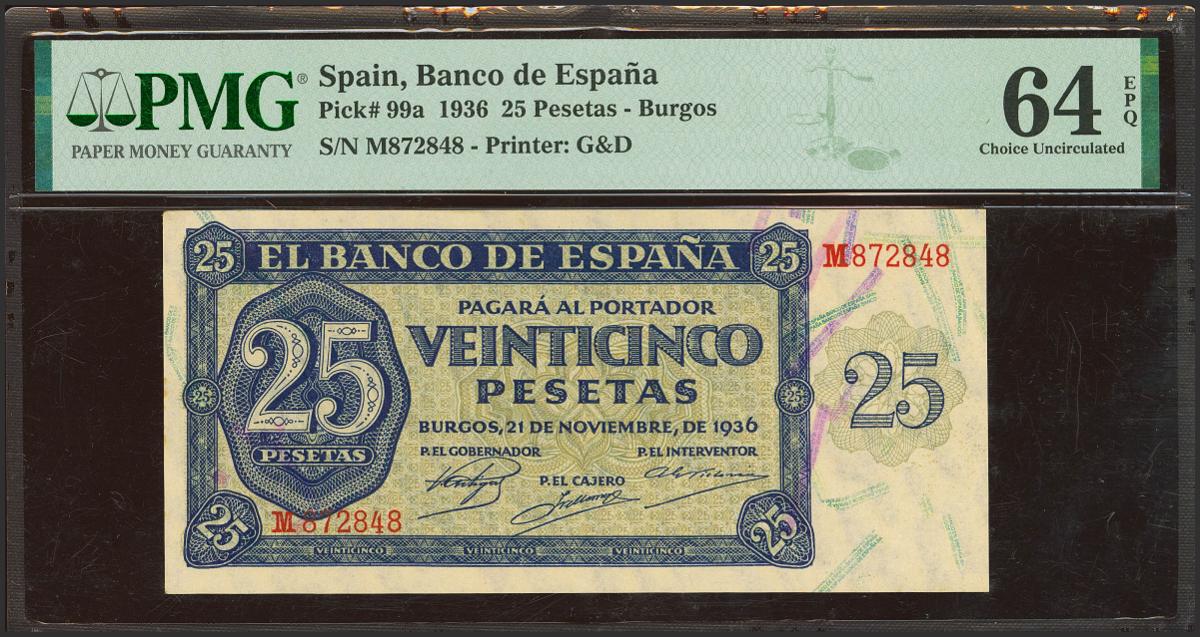 PMG®
PAPER MONEY GUARANTY
Spain, Banco de España
Pick# 99a 1936 25 Pesetas - Burgos
S/N M872848 - Printer: G&D
64 EPQ
Choice Uncirculated
25 EL BANCO DE ESPAÑA 25
M872848
PAGARÁ AL PORTADOR
VEINTICINCO
PESETAS
25
PESETAS
25
25
25
BURGOS, 21 DE NOVIEMBRE, DE 1936
P. EL GOBERNADOR
P. EL INTERVENTOR
P. EL CAJERO
M872848
25
25
VEINTICINCO VEINTICINCO VEINTICINCO